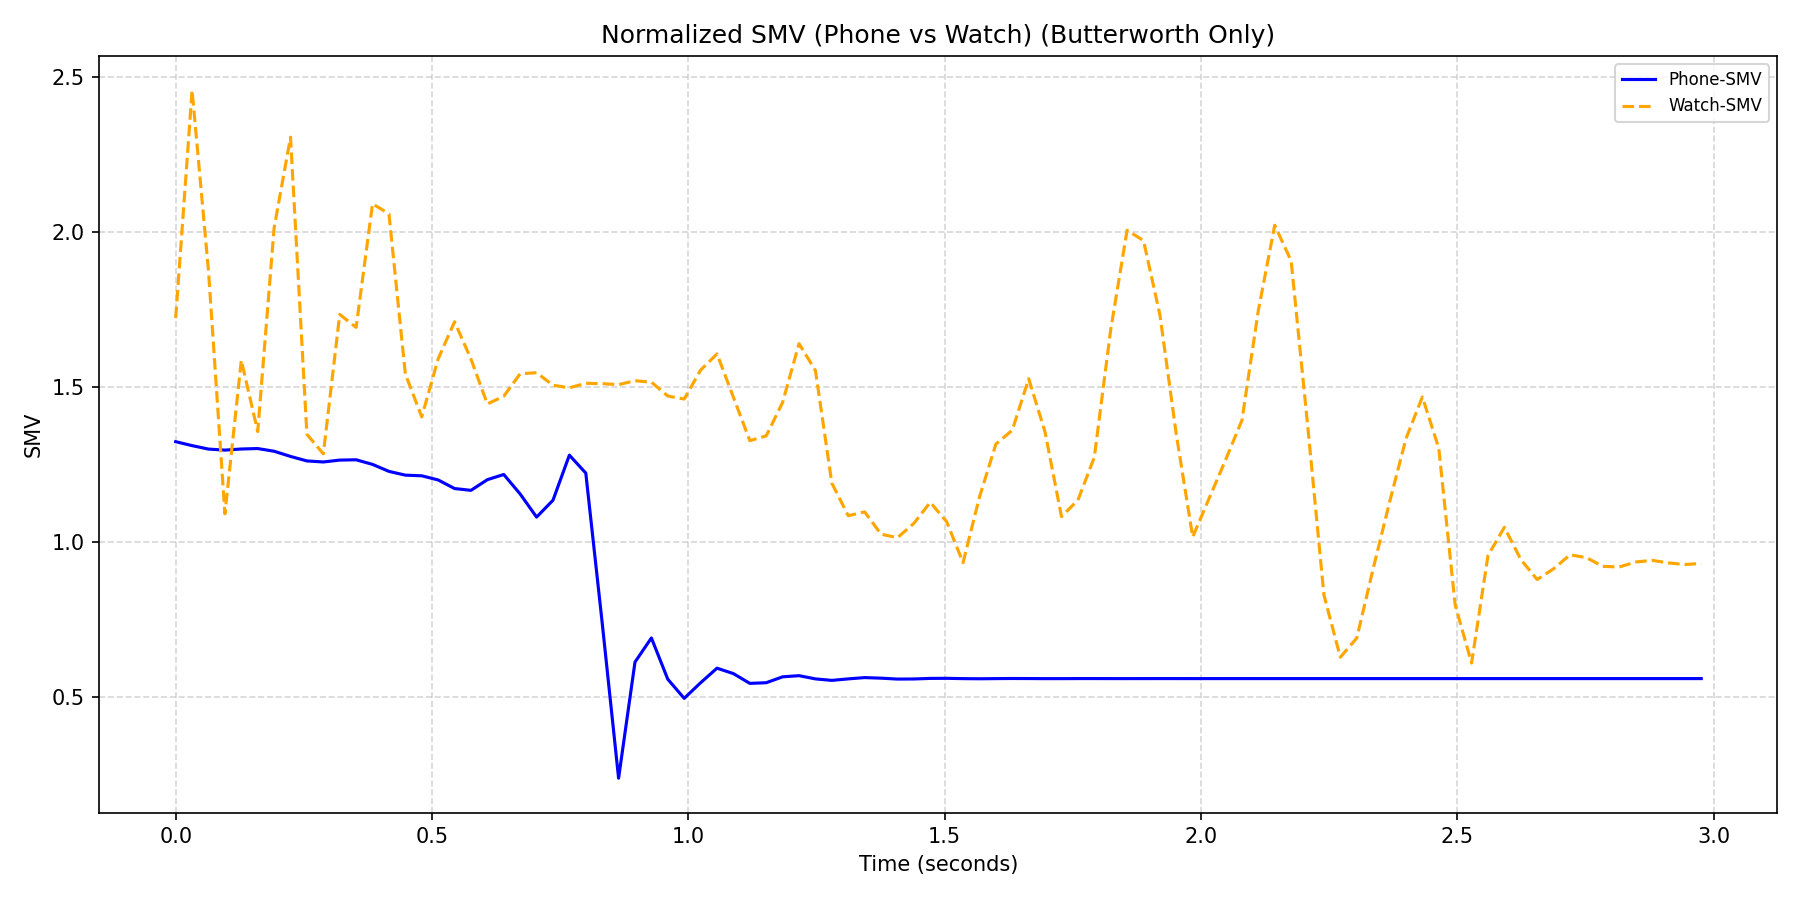 Normalized SMV (Phone vs Watch) (Butterworth Only)
Phone-SMV
Watch-SMV
SMV
2.5
2.0
1.5
1.0
0.5
0.0 0.5 1.0 1.5 2.0 2.5 3.0
Time (seconds)